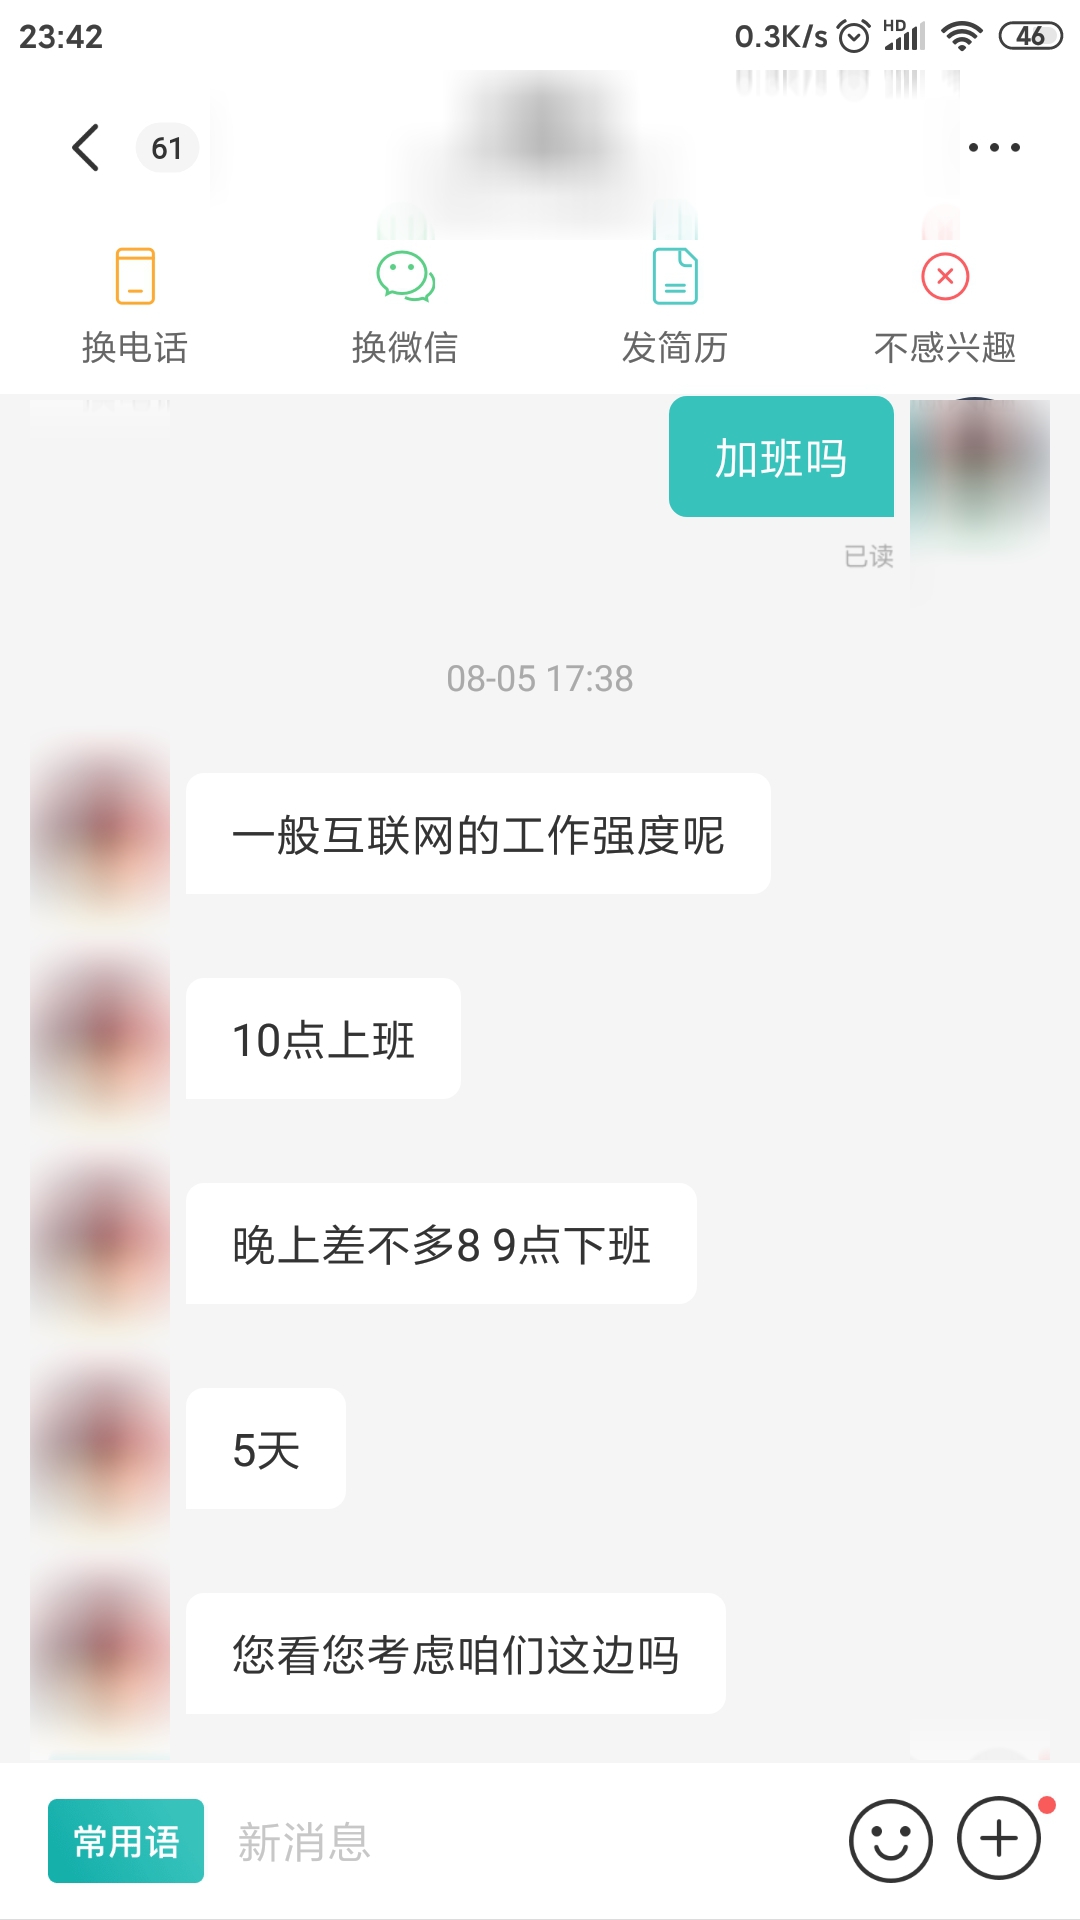 23:42
0.3K/s HD 46
61
换电话 换微信 发简历 不感兴趣
加班吗
已读
08-05 17:38
一般互联网的工作强度呢
10点上班
晚上差不多8 9点下班
5天
您看您考虑咱们这边吗
常用语 新消息